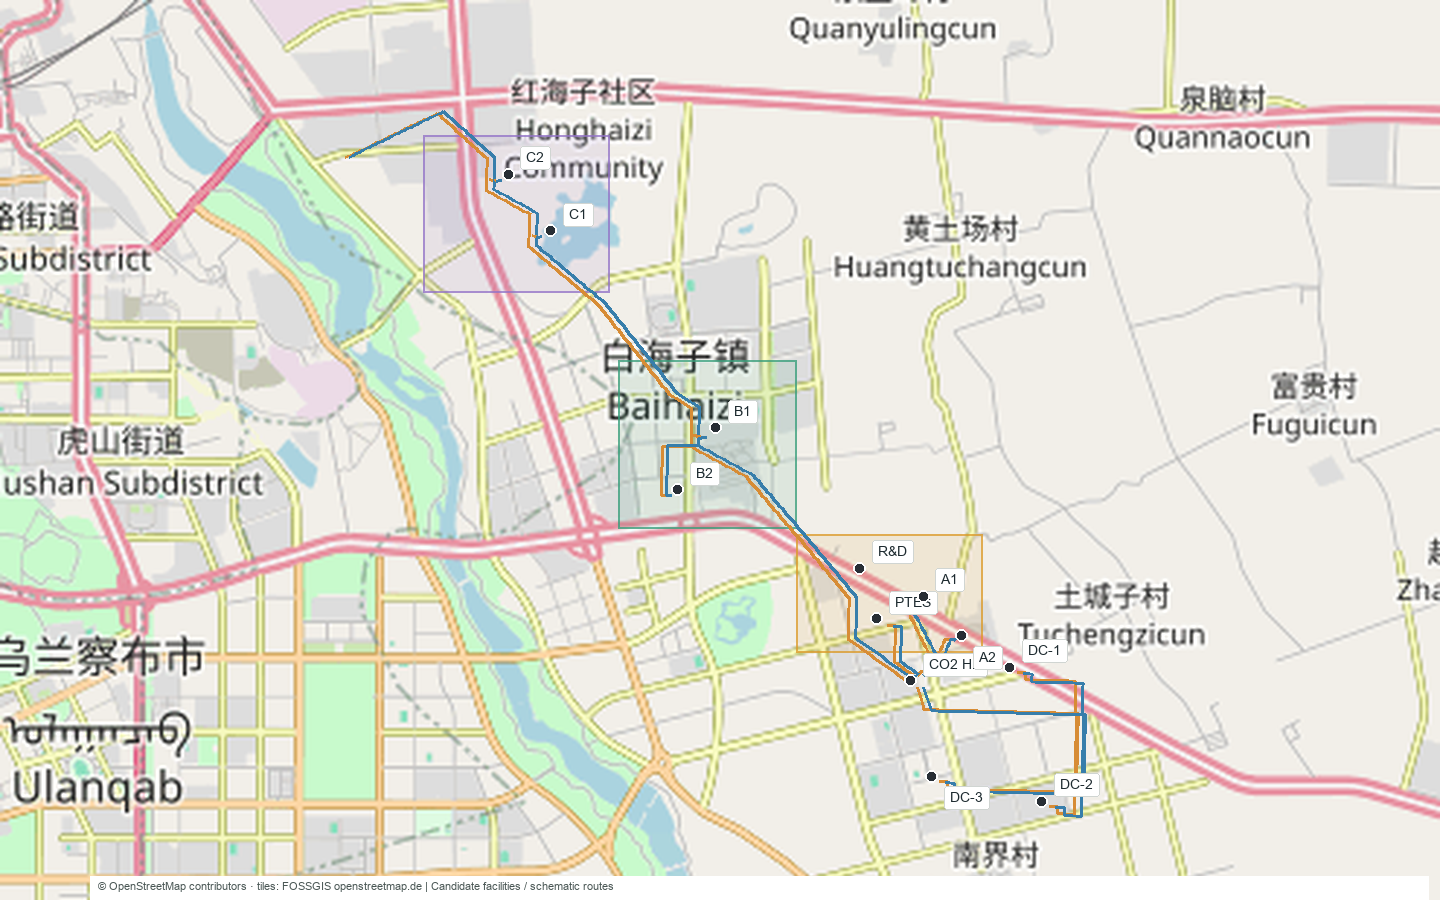 Quanyulingcun
红海子社区
Honghaizi
Community
泉脑村
Quannaocun
C2
C1
路街道
Subdistrict
黄土场村
Huangtuchangcun
白海子镇
Baihaizi
B1
B2
富贵村
Fuguicun
虎山街道
ushan Subdistrict
R&D
A1
PTES
土城子村
Tuchengzicun
Zha
CO2 H
A2
DC-1
乌兰察布市
Ulanqab
DC-2
DC-3
南界村
© OpenStreetMap contributors · tiles: FOSSGIS openstreetmap.de | Candidate facilities / schematic routes